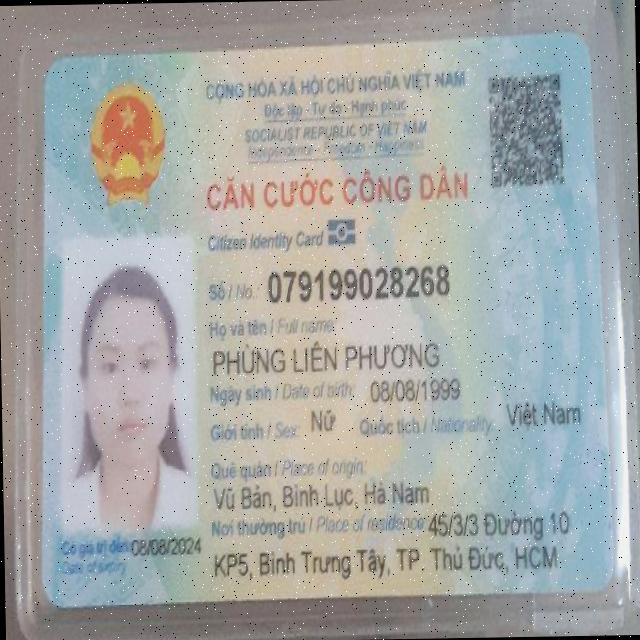 CỘNG HÒA XÃ HỘI CHỦ NGHĨA VIỆT NAM
Độc lập - Tự do - Hạnh phúc
SOCIALIST REPUBLIC OF VIET NAM
Independence - Freedom - Happiness
CĂN CƯỚC CÔNG DÂN
Citizen Identity Card
Số / No.: 079199028268
Họ và tên / Full name:
PHÙNG LIÊN PHƯƠNG
Ngày sinh / Date of birth: 08/08/1999
Giới tính / Sex: Nữ Quốc tịch / Nationality: Việt Nam
Quê quán / Place of origin:
Vũ Bản, Bình Lục, Hà Nam
Nơi thường trú / Place of residence: 45/3/3 Đường 10
KP5, Bình Trưng Tây, TP. Thủ Đức, HCM
Có giá trị đến: 08/08/2024
Date of expiry